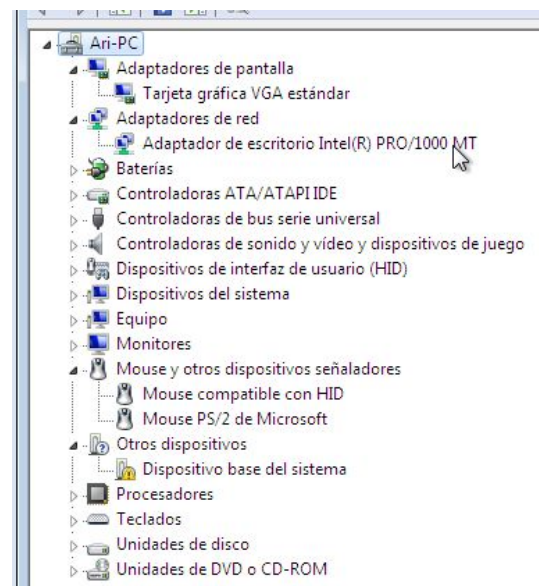 Ari-PC
Adaptadores de pantalla
Tarjeta gráfica VGA estándar
Adaptadores de red
Adaptador de escritorio Intel(R) PRO/1000 MT
Baterías
Controladoras ATA/ATAPI IDE
Controladoras de bus serie universal
Controladoras de sonido y vídeo y dispositivos de juego
Dispositivos de interfaz de usuario (HID)
Dispositivos del sistema
Equipo
Monitores
Mouse y otros dispositivos señaladores
Mouse compatible con HID
Mouse PS/2 de Microsoft
Otros dispositivos
Dispositivo base del sistema
Procesadores
Teclados
Unidades de disco
Unidades de DVD o CD-ROM